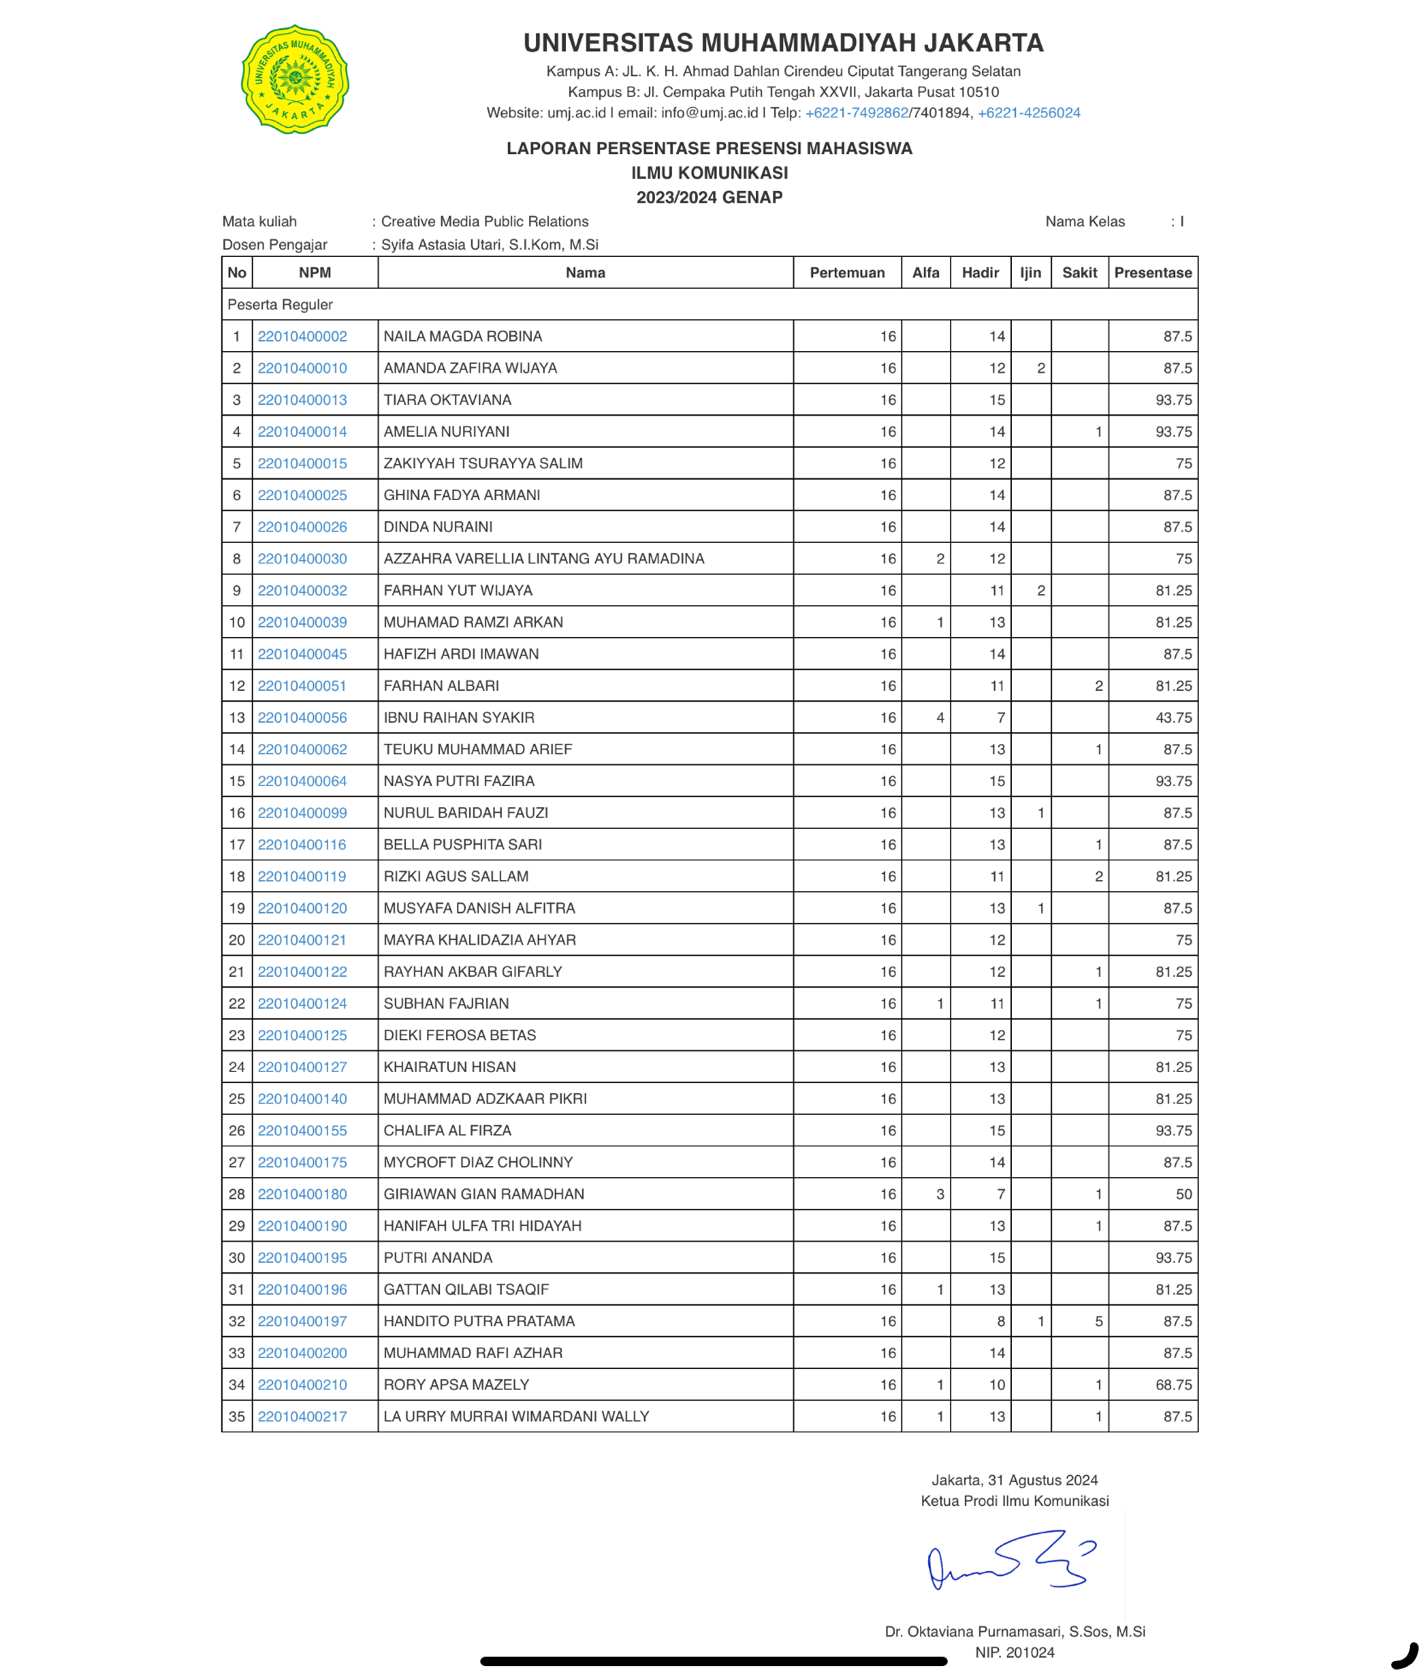 UNIVERSITAS MUHAMMADIYAH JAKARTA
UNIVERSITAS MUHAMMADIYAH JAKARTA
Kampus A: JL. K. H. Ahmad Dahlan Cirendeu Ciputat Tangerang Selatan
Kampus B: Jl. Cempaka Putih Tengah XXVII, Jakarta Pusat 10510
Website: umj.ac.id I email: info@umj.ac.id I Telp: +6221-7492862/7401894, +6221-4256024
LAPORAN PERSENTASE PRESENSI MAHASISWA
ILMU KOMUNIKASI
2023/2024 GENAP
Mata kuliah : Creative Media Public Relations Nama Kelas : I
Dosen Pengajar : Syifa Astasia Utari, S.I.Kom, M.Si
No NPM Nama Pertemuan Alfa Hadir Ijin Sakit Presentase
Peserta Reguler
1 22010400002 NAILA MAGDA ROBINA 16 14 87.5
2 22010400010 AMANDA ZAFIRA WIJAYA 16 12 2 87.5
3 22010400013 TIARA OKTAVIANA 16 15 93.75
4 22010400014 AMELIA NURIYANI 16 14 1 93.75
5 22010400015 ZAKIYYAH TSURAYYA SALIM 16 12 75
6 22010400025 GHINA FADYA ARMANI 16 14 87.5
7 22010400026 DINDA NURAINI 16 14 87.5
8 22010400030 AZZAHRA VARELLIA LINTANG AYU RAMADINA 16 2 12 75
9 22010400032 FARHAN YUT WIJAYA 16 11 2 81.25
10 22010400039 MUHAMAD RAMZI ARKAN 16 1 13 81.25
11 22010400045 HAFIZH ARDI IMAWAN 16 14 87.5
12 22010400051 FARHAN ALBARI 16 11 2 81.25
13 22010400056 IBNU RAIHAN SYAKIR 16 4 7 43.75
14 22010400062 TEUKU MUHAMMAD ARIEF 16 13 1 87.5
15 22010400064 NASYA PUTRI FAZIRA 16 15 93.75
16 22010400099 NURUL BARIDAH FAUZI 16 13 1 87.5
17 22010400116 BELLA PUSPHITA SARI 16 13 1 87.5
18 22010400119 RIZKI AGUS SALLAM 16 11 2 81.25
19 22010400120 MUSYAFA DANISH ALFITRA 16 13 1 87.5
20 22010400121 MAYRA KHALIDAZIA AHYAR 16 12 75
21 22010400122 RAYHAN AKBAR GIFARLY 16 12 1 81.25
22 22010400124 SUBHAN FAJRIAN 16 1 11 1 75
23 22010400125 DIEKI FEROSA BETAS 16 12 75
24 22010400127 KHAIRATUN HISAN 16 13 81.25
25 22010400140 MUHAMMAD ADZKAAR PIKRI 16 13 81.25
26 22010400155 CHALIFA AL FIRZA 16 15 93.75
27 22010400175 MYCROFT DIAZ CHOLINNY 16 14 87.5
28 22010400180 GIRIAWAN GIAN RAMADHAN 16 3 7 1 50
29 22010400190 HANIFAH ULFA TRI HIDAYAH 16 13 1 87.5
30 22010400195 PUTRI ANANDA 16 15 93.75
31 22010400196 GATTAN QILABI TSAQIF 16 1 13 81.25
32 22010400197 HANDITO PUTRA PRATAMA 16 8 1 5 87.5
33 22010400200 MUHAMMAD RAFI AZHAR 16 14 87.5
34 22010400210 RORY APSA MAZELY 16 1 10 1 68.75
35 22010400217 LA URRY MURRAI WIMARDANI WALLY 16 1 13 1 87.5
Jakarta, 31 Agustus 2024
Ketua Prodi Ilmu Komunikasi
Dr. Oktaviana Purnamasari, S.Sos, M.Si
NIP. 201024